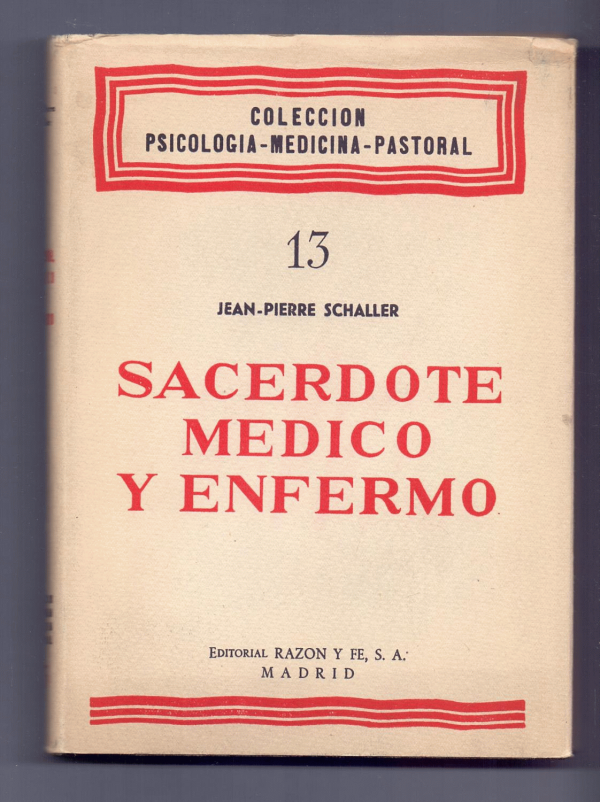 COLECCION
PSICOLOGIA-MEDICINA-PASTORAL
13
JEAN-PIERRE SCHALLER
SACERDOTE
MEDICO
Y ENFERMO
EDITORIAL RAZON Y FE, S. A.
MADRID